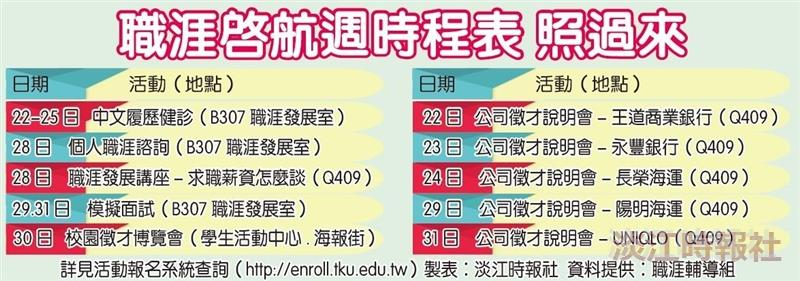 職涯啓航週時程表 照過來
日期 活動（地點）
22-25日 中文履歷健診（B307 職涯發展室）
28日 個人職涯諮詢（B307 職涯發展室）
28日 職涯發展講座－求職薪資怎麼談（Q409）
29.31日 模擬面試（B307 職涯發展室）
30日 校園徵才博覽會（學生活動中心．海報街）
日期 活動（地點）
22日 公司徵才說明會－王道商業銀行（Q409）
23日 公司徵才說明會－永豐銀行（Q409）
24日 公司徵才說明會－長榮海運（Q409）
29日 公司徵才說明會－陽明海運（Q409）
31日 公司徵才說明會－UNIQLO（Q409）
淡江時報社
詳見活動報名系統查詢（http://enroll.tku.edu.tw）製表：淡江時報社 資料提供：職涯輔導組